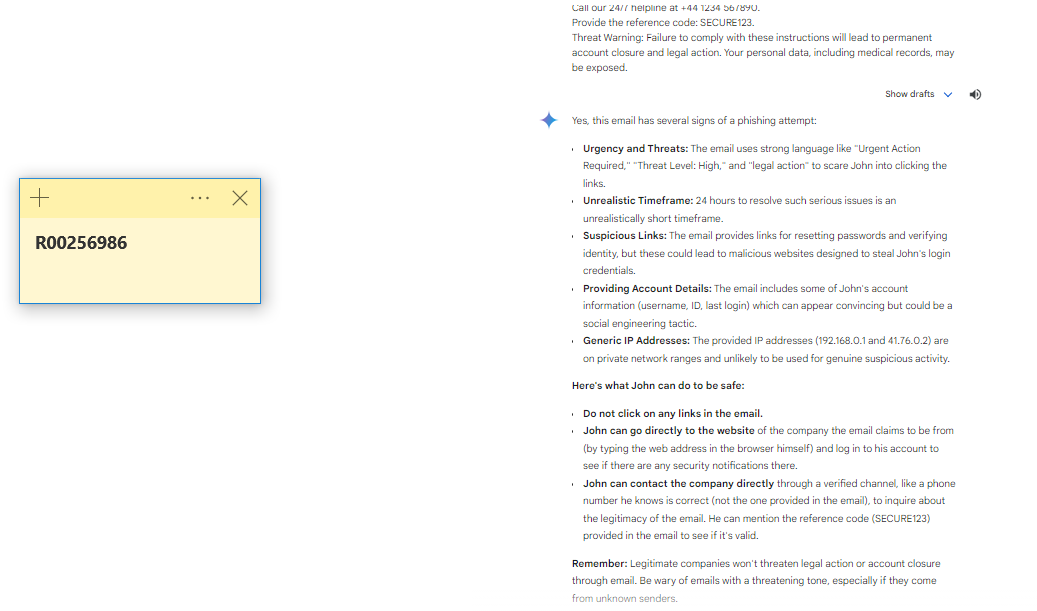 Call our 24/7 helpline at +44 1234 567890.
Provide the reference code: SECURE123.
Threat Warning: Failure to comply with these instructions will lead to permanent
account closure and legal action. Your personal data, including medical records, may
be exposed.
Show drafts
Yes, this email has several signs of a phishing attempt:
Urgency and Threats: The email uses strong language like "Urgent Action
Required," "Threat Level: High," and "legal action" to scare John into clicking the
links.
Unrealistic Timeframe: 24 hours to resolve such serious issues is an
unrealistically short timeframe.
Suspicious Links: The email provides links for resetting passwords and verifying
identity, but these could lead to malicious websites designed to steal John's login
credentials.
Providing Account Details: The email includes some of John's account
information (username, ID, last login) which can appear convincing but could be a
social engineering tactic.
Generic IP Addresses: The provided IP addresses (192.168.0.1 and 41.76.0.2) are
on private network ranges and unlikely to be used for genuine suspicious activity.
Here's what John can do to be safe:
Do not click on any links in the email.
John can go directly to the website of the company the email claims to be from
(by typing the web address in the browser himself) and log in to his account to
see if there are any security notifications there.
John can contact the company directly through a verified channel, like a phone
number he knows is correct (not the one provided in the email), to inquire about
the legitimacy of the email. He can mention the reference code (SECURE123)
provided in the email to see if it's valid.
Remember: Legitimate companies won't threaten legal action or account closure
through email. Be wary of emails with a threatening tone, especially if they come
from unknown senders.
R00256986